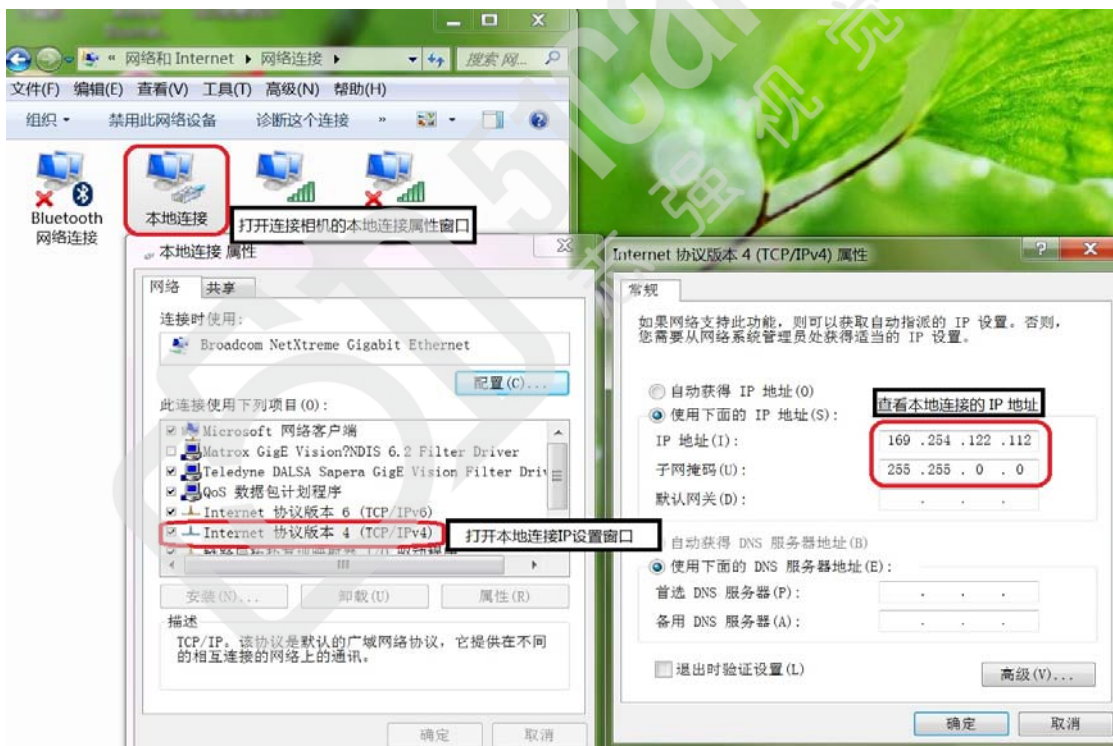 网络和 Internet ▸ 网络连接 ▸
搜索 网...
文件(F) 编辑(E) 查看(V) 工具(T) 高级(N) 帮助(H)
组织 禁用此网络设备 诊断这个连接 »
Bluetooth
网络连接
本地连接
打开连接相机的本地连接属性窗口
本地连接 属性
网络 共享
连接时使用:
Broadcom NetXtreme Gigabit Ethernet
配置(C)...
此连接使用下列项目(O):
Microsoft 网络客户端
Matrox GigE Vision?NDIS 6.2 Filter Driver
Teledyne DALSA Sapera GigE Vision Filter Driv
QoS 数据包计划程序
Internet 协议版本 6 (TCP/IPv6)
Internet 协议版本 4 (TCP/IPv4)
打开本地连接IP设置窗口
安装(N)... 卸载(U) 属性(R)
描述
TCP/IP。该协议是默认的广域网络协议，它提供在不同
的相互连接的网络上的通讯。
确定 取消
Internet 协议版本 4 (TCP/IPv4) 属性
常规
如果网络支持此功能，则可以获取自动指派的 IP 设置。否则，
您需要从网络系统管理员处获得适当的 IP 设置。
自动获得 IP 地址(O)
查看本地连接的 IP 地址
使用下面的 IP 地址(S):
IP 地址(I): 169 .254 .122 .112
子网掩码(U): 255 .255 . 0 . 0
默认网关(D): . . .
自动获得 DNS 服务器地址(B)
使用下面的 DNS 服务器地址(E):
首选 DNS 服务器(P): . . .
备用 DNS 服务器(A): . . .
退出时验证设置(L)
高级(V)...
确定 取消
志强视觉